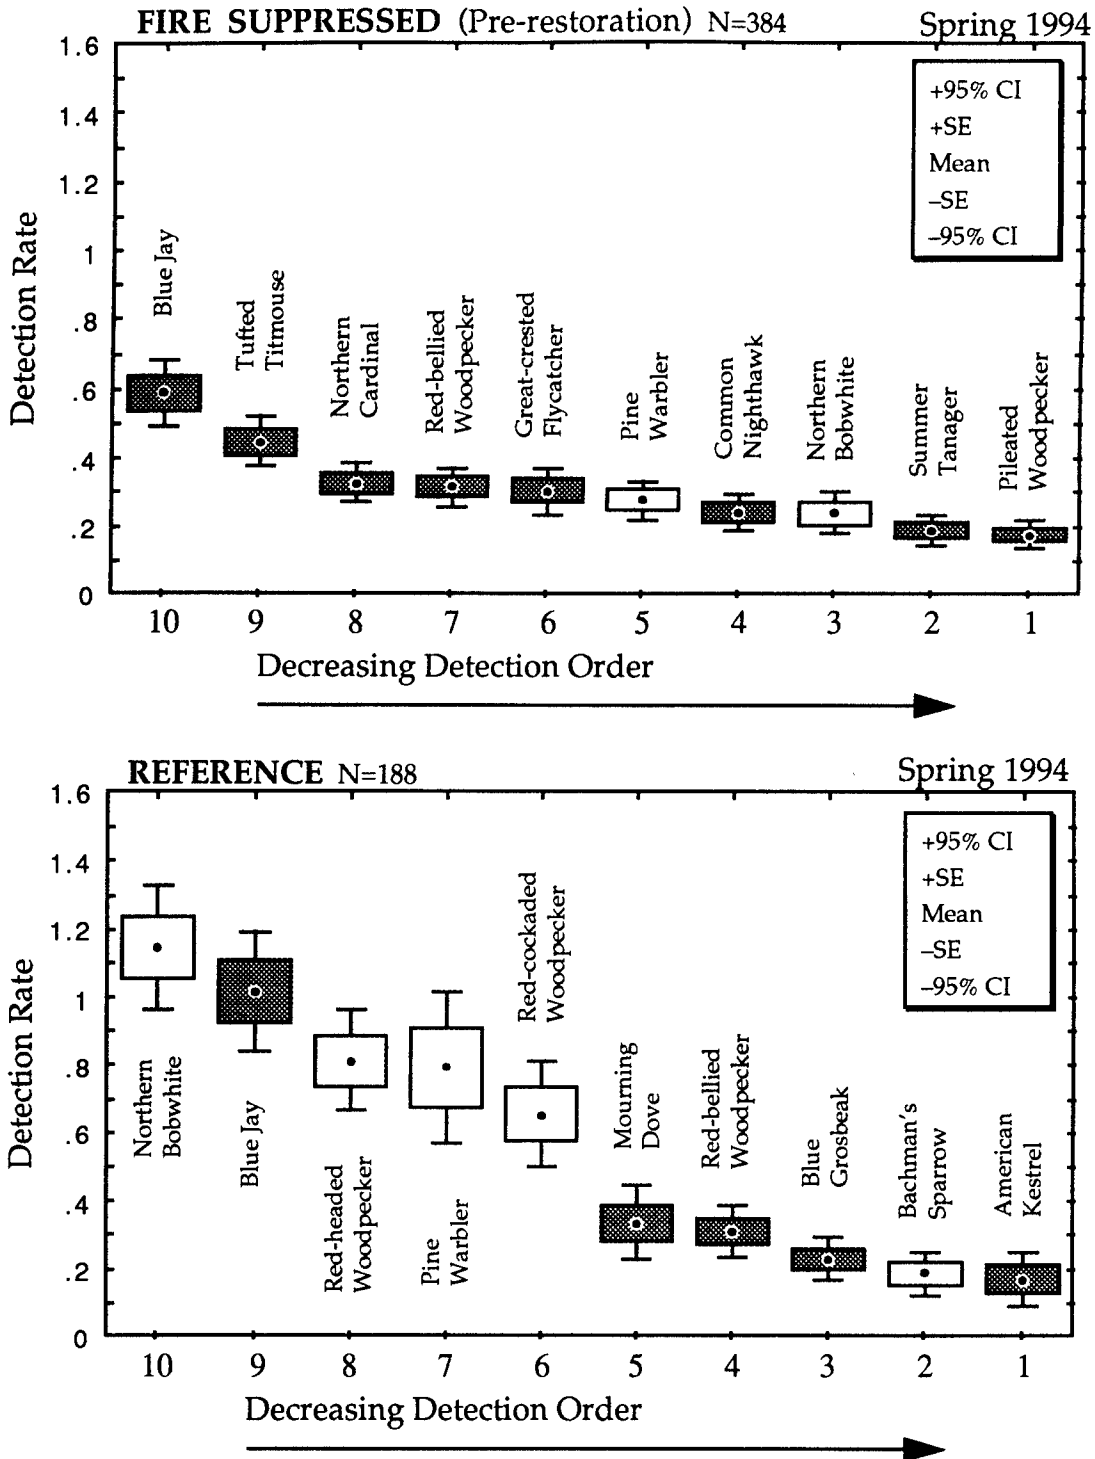 FIRE SUPPRESSED (Pre-restoration) N=384
Spring 1994
1.6
1.4
1.2
1
.8
.6
.4
.2
0
Detection Rate
+95% CI
+SE
Mean
–SE
–95% CI
Blue Jay
Tufted
Titmouse
Northern
Cardinal
Red-bellied
Woodpecker
Great-crested
Flycatcher
Pine
Warbler
Common
Nighthawk
Northern
Bobwhite
Summer
Tanager
Pileated
Woodpecker
10 9 8 7 6 5 4 3 2 1
Decreasing Detection Order
REFERENCE N=188
Spring 1994
1.6
1.4
1.2
1
.8
.6
.4
.2
0
Detection Rate
+95% CI
+SE
Mean
–SE
–95% CI
Northern
Bobwhite
Blue Jay
Red-headed
Woodpecker
Pine
Warbler
Red-cockaded
Woodpecker
Mourning
Dove
Red-bellied
Woodpecker
Blue
Grosbeak
Bachman's
Sparrow
American
Kestrel
10 9 8 7 6 5 4 3 2 1
Decreasing Detection Order